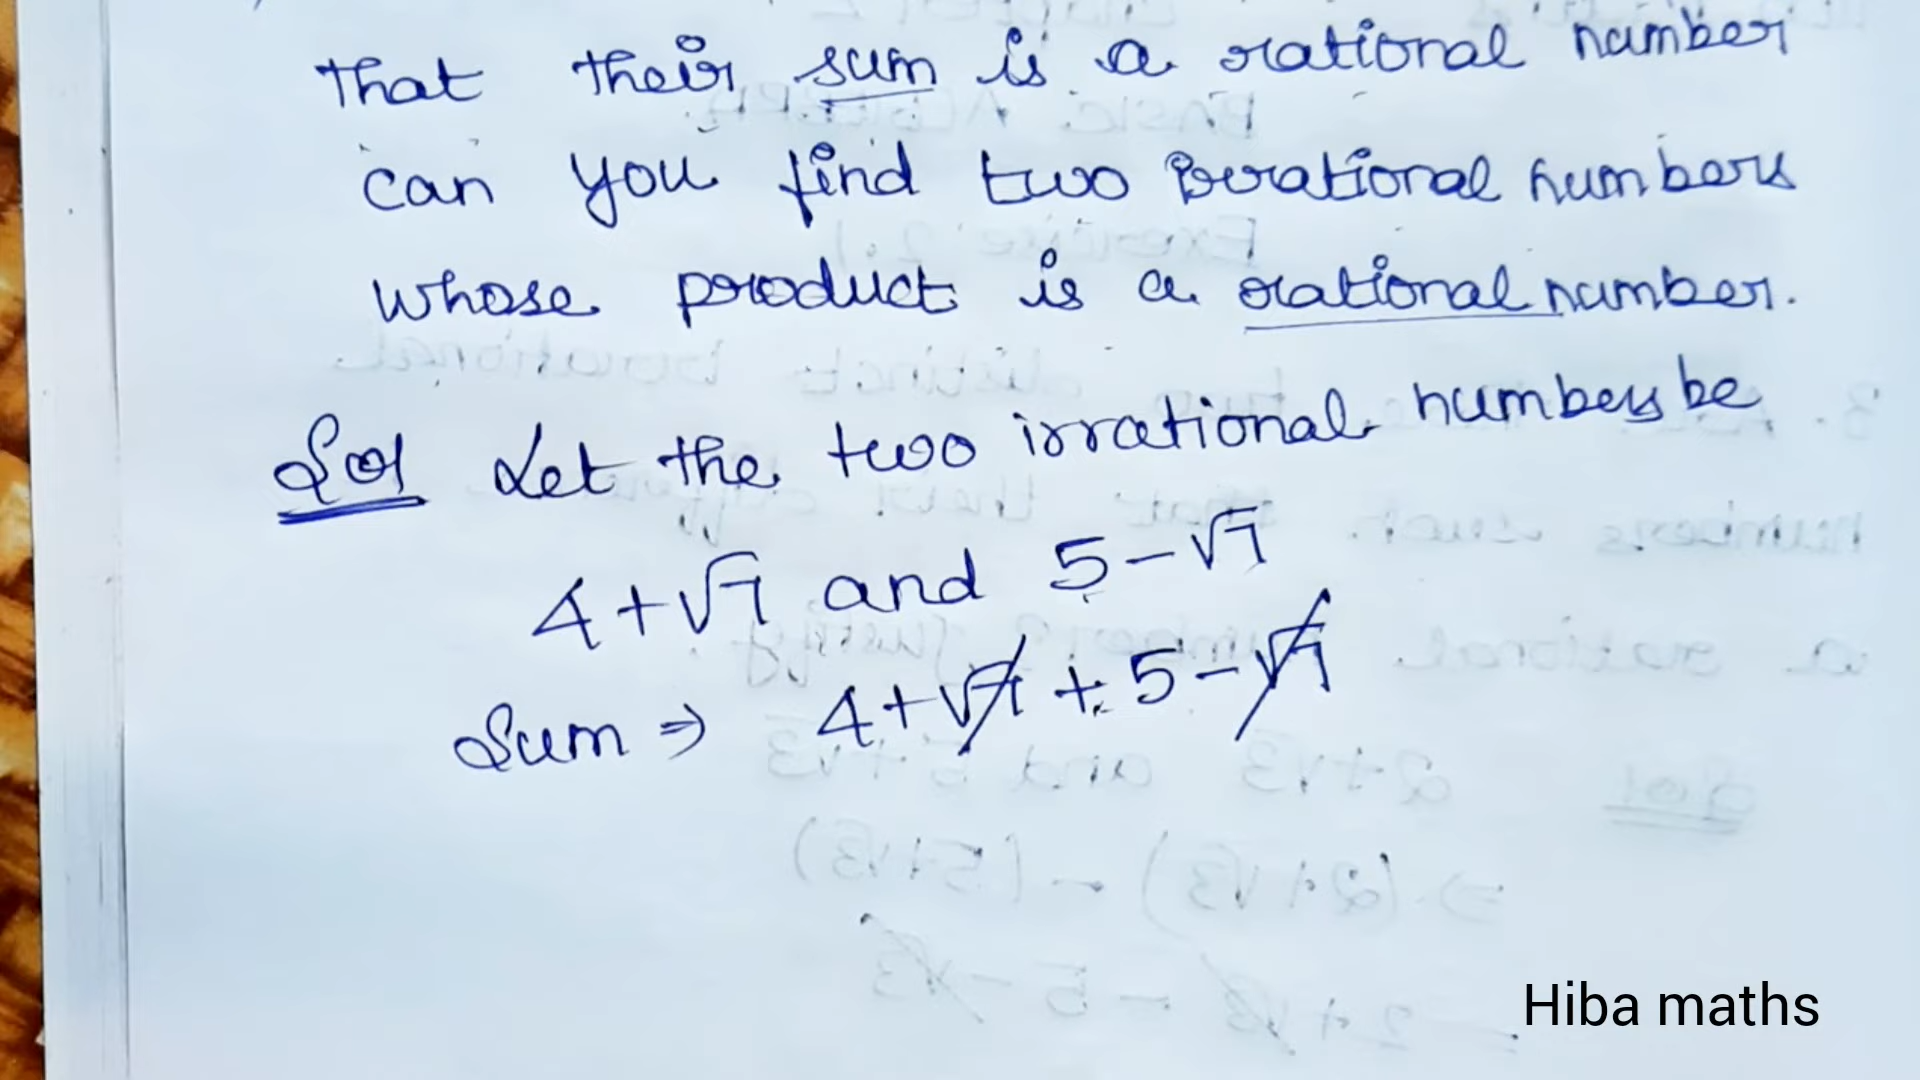 that their sum is a rational number
can you find two irrational numbers
whose product is a rational number.
Sol Let the two irrational numbers be
4+√7 and 5-√7
Sum ⇒ 4+√7 + 5-√7
Hiba maths